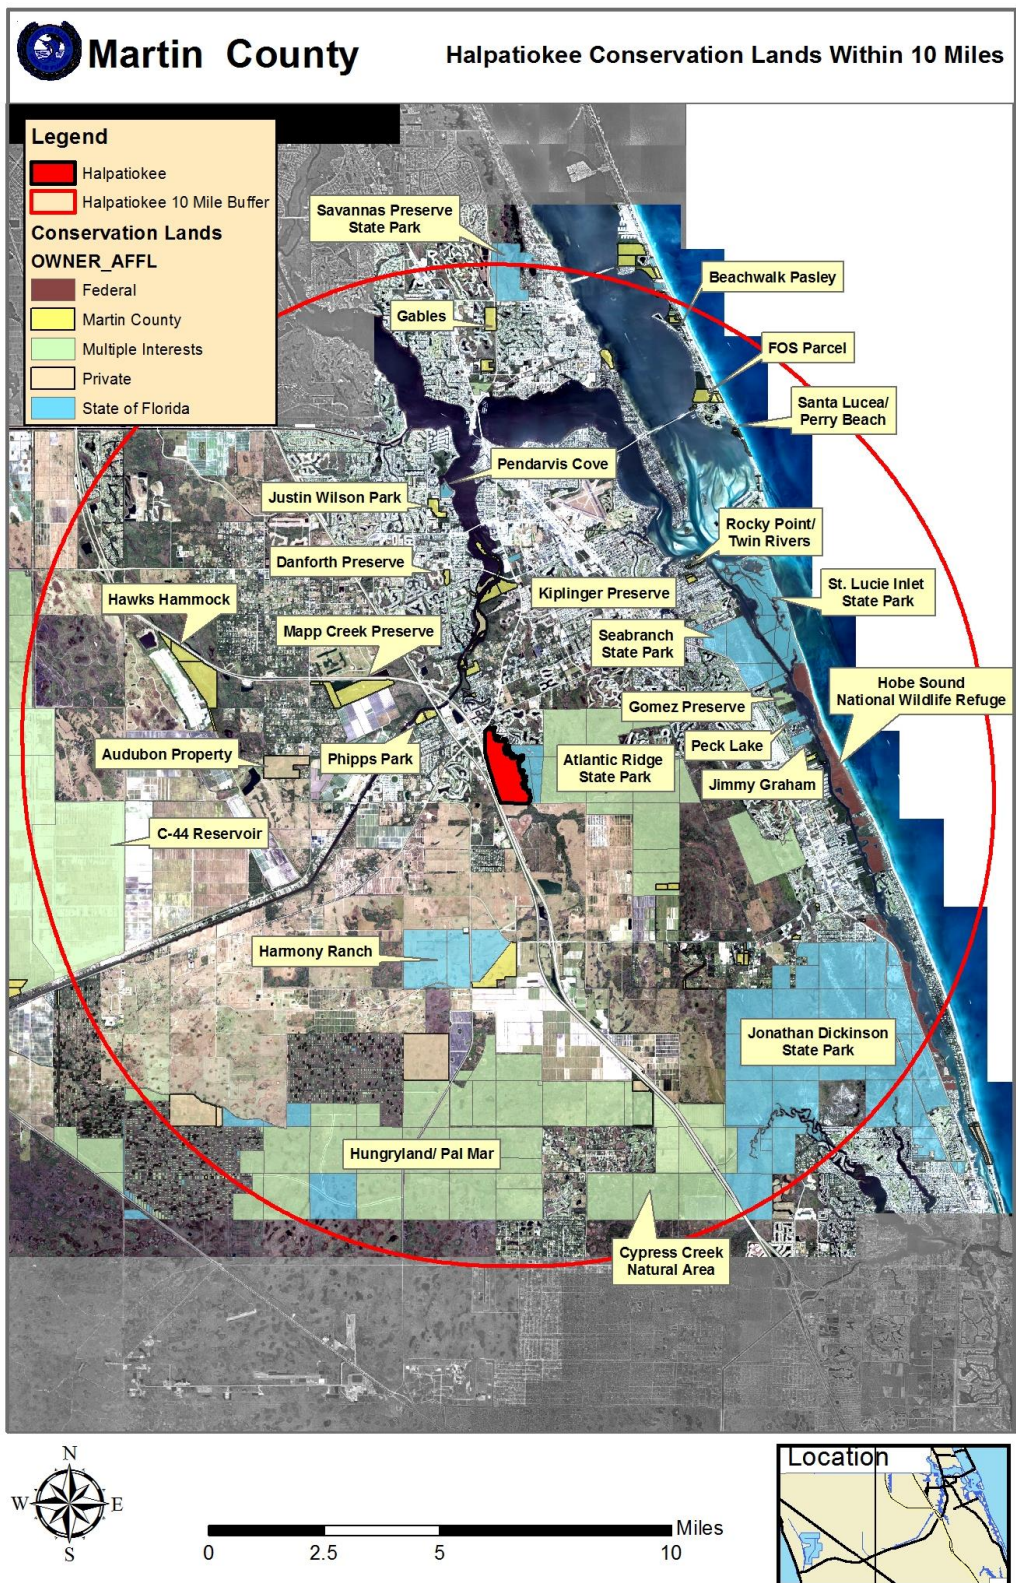 Martin County
Halpatiokee Conservation Lands Within 10 Miles
Legend
Halpatiokee
Halpatiokee 10 Mile Buffer
Conservation Lands
OWNER_AFFL
Federal
Martin County
Multiple Interests
Private
State of Florida
Savannas Preserve
State Park
Beachwalk Pasley
Gables
FOS Parcel
Santa Lucea/
Perry Beach
Pendarvis Cove
Justin Wilson Park
Rocky Point/
Twin Rivers
Danforth Preserve
St. Lucie Inlet
State Park
Hawks Hammock
Kiplinger Preserve
Mapp Creek Preserve
Seabranch
State Park
Hobe Sound
National Wildlife Refuge
Gomez Preserve
Audubon Property
Phipps Park
Atlantic Ridge
State Park
Peck Lake
Jimmy Graham
C-44 Reservoir
Harmony Ranch
Jonathan Dickinson
State Park
Hungryland/ Pal Mar
Cypress Creek
Natural Area
N
W E
S
Miles
0 2.5 5 10
Location